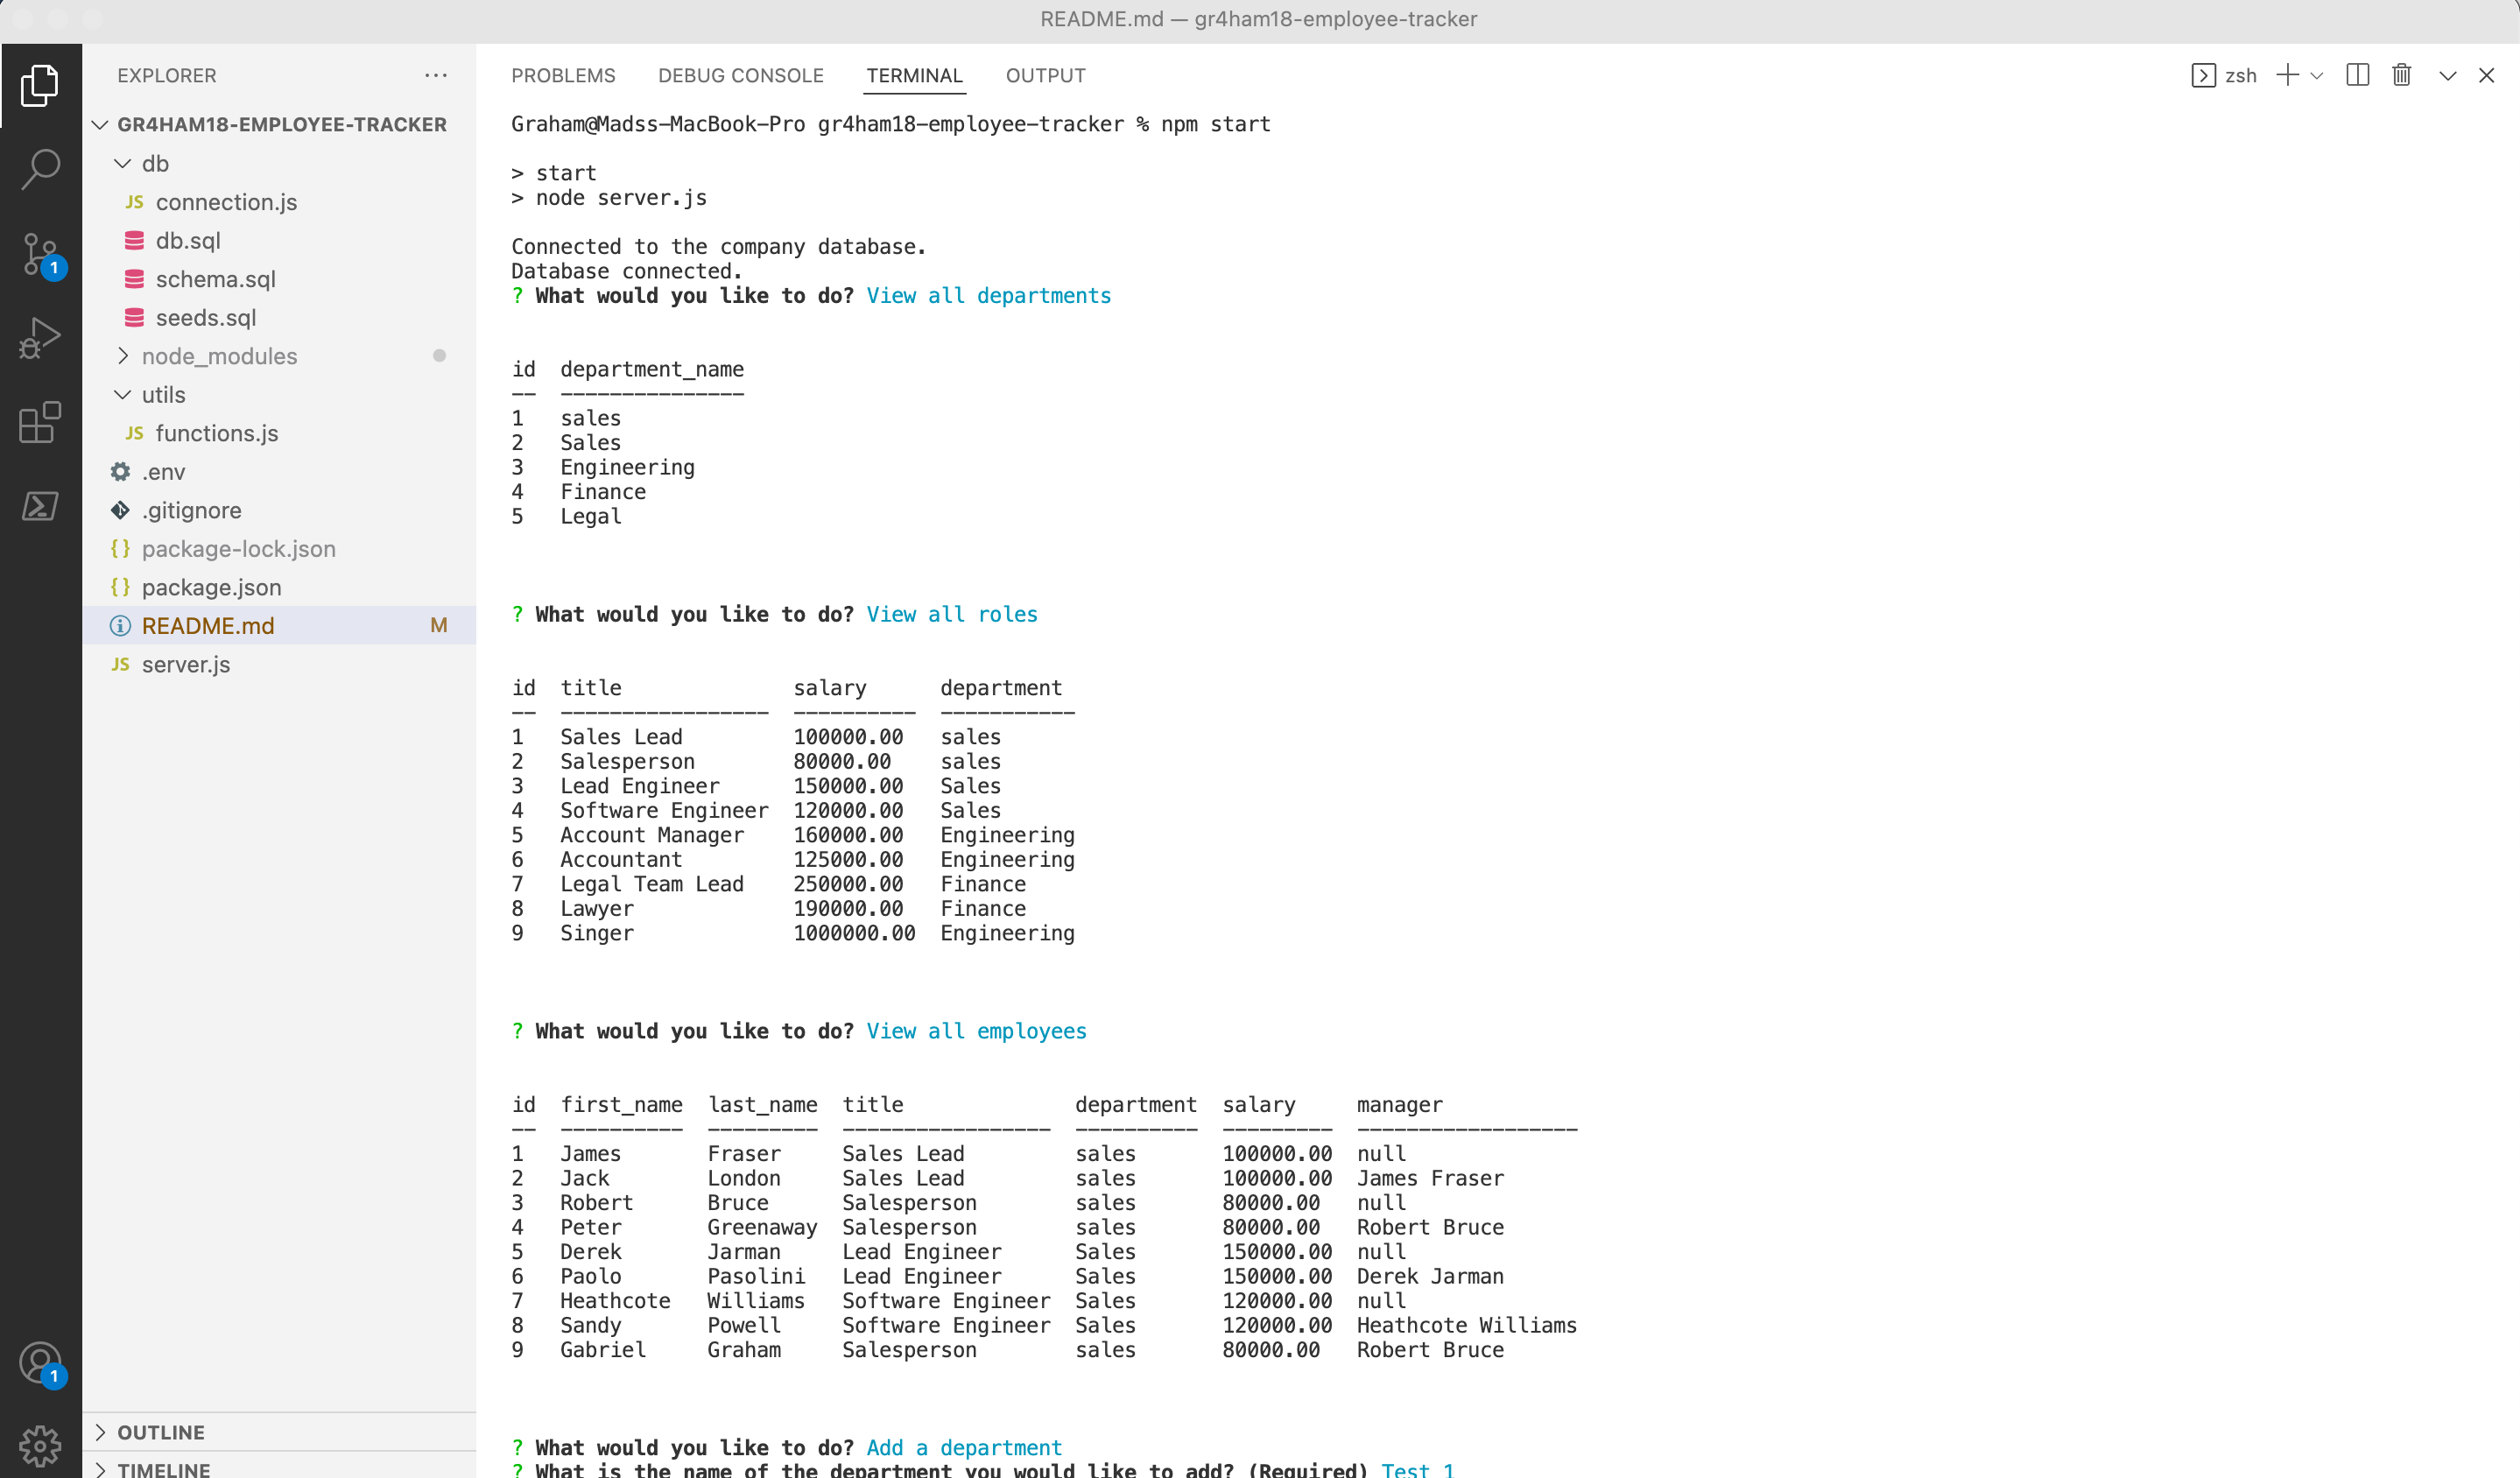 README.md — gr4ham18-employee-tracker
EXPLORER
GR4HAM18-EMPLOYEE-TRACKER
db
JS connection.js
db.sql
schema.sql
seeds.sql
node_modules
utils
JS functions.js
.env
.gitignore
{} package-lock.json
{} package.json
README.md M
JS server.js
OUTLINE
TIMELINE
1
1
PROBLEMS DEBUG CONSOLE TERMINAL OUTPUT
zsh
Graham@Madss-MacBook-Pro gr4ham18-employee-tracker % npm start
> start
> node server.js
Connected to the company database.
Database connected.
? What would you like to do? View all departments
id department_name
-- ---------------
1 sales
2 Sales
3 Engineering
4 Finance
5 Legal
? What would you like to do? View all roles
id title salary department
-- ----------------- ---------- -----------
1 Sales Lead 100000.00 sales
2 Salesperson 80000.00 sales
3 Lead Engineer 150000.00 Sales
4 Software Engineer 120000.00 Sales
5 Account Manager 160000.00 Engineering
6 Accountant 125000.00 Engineering
7 Legal Team Lead 250000.00 Finance
8 Lawyer 190000.00 Finance
9 Singer 1000000.00 Engineering
? What would you like to do? View all employees
id first_name last_name title department salary manager
-- ---------- --------- ----------------- ---------- --------- ------------------
1 James Fraser Sales Lead sales 100000.00 null
2 Jack London Sales Lead sales 100000.00 James Fraser
3 Robert Bruce Salesperson sales 80000.00 null
4 Peter Greenaway Salesperson sales 80000.00 Robert Bruce
5 Derek Jarman Lead Engineer Sales 150000.00 null
6 Paolo Pasolini Lead Engineer Sales 150000.00 Derek Jarman
7 Heathcote Williams Software Engineer Sales 120000.00 null
8 Sandy Powell Software Engineer Sales 120000.00 Heathcote Williams
9 Gabriel Graham Salesperson sales 80000.00 Robert Bruce
? What would you like to do? Add a department
? What is the name of the department you would like to add? (Required) Test 1